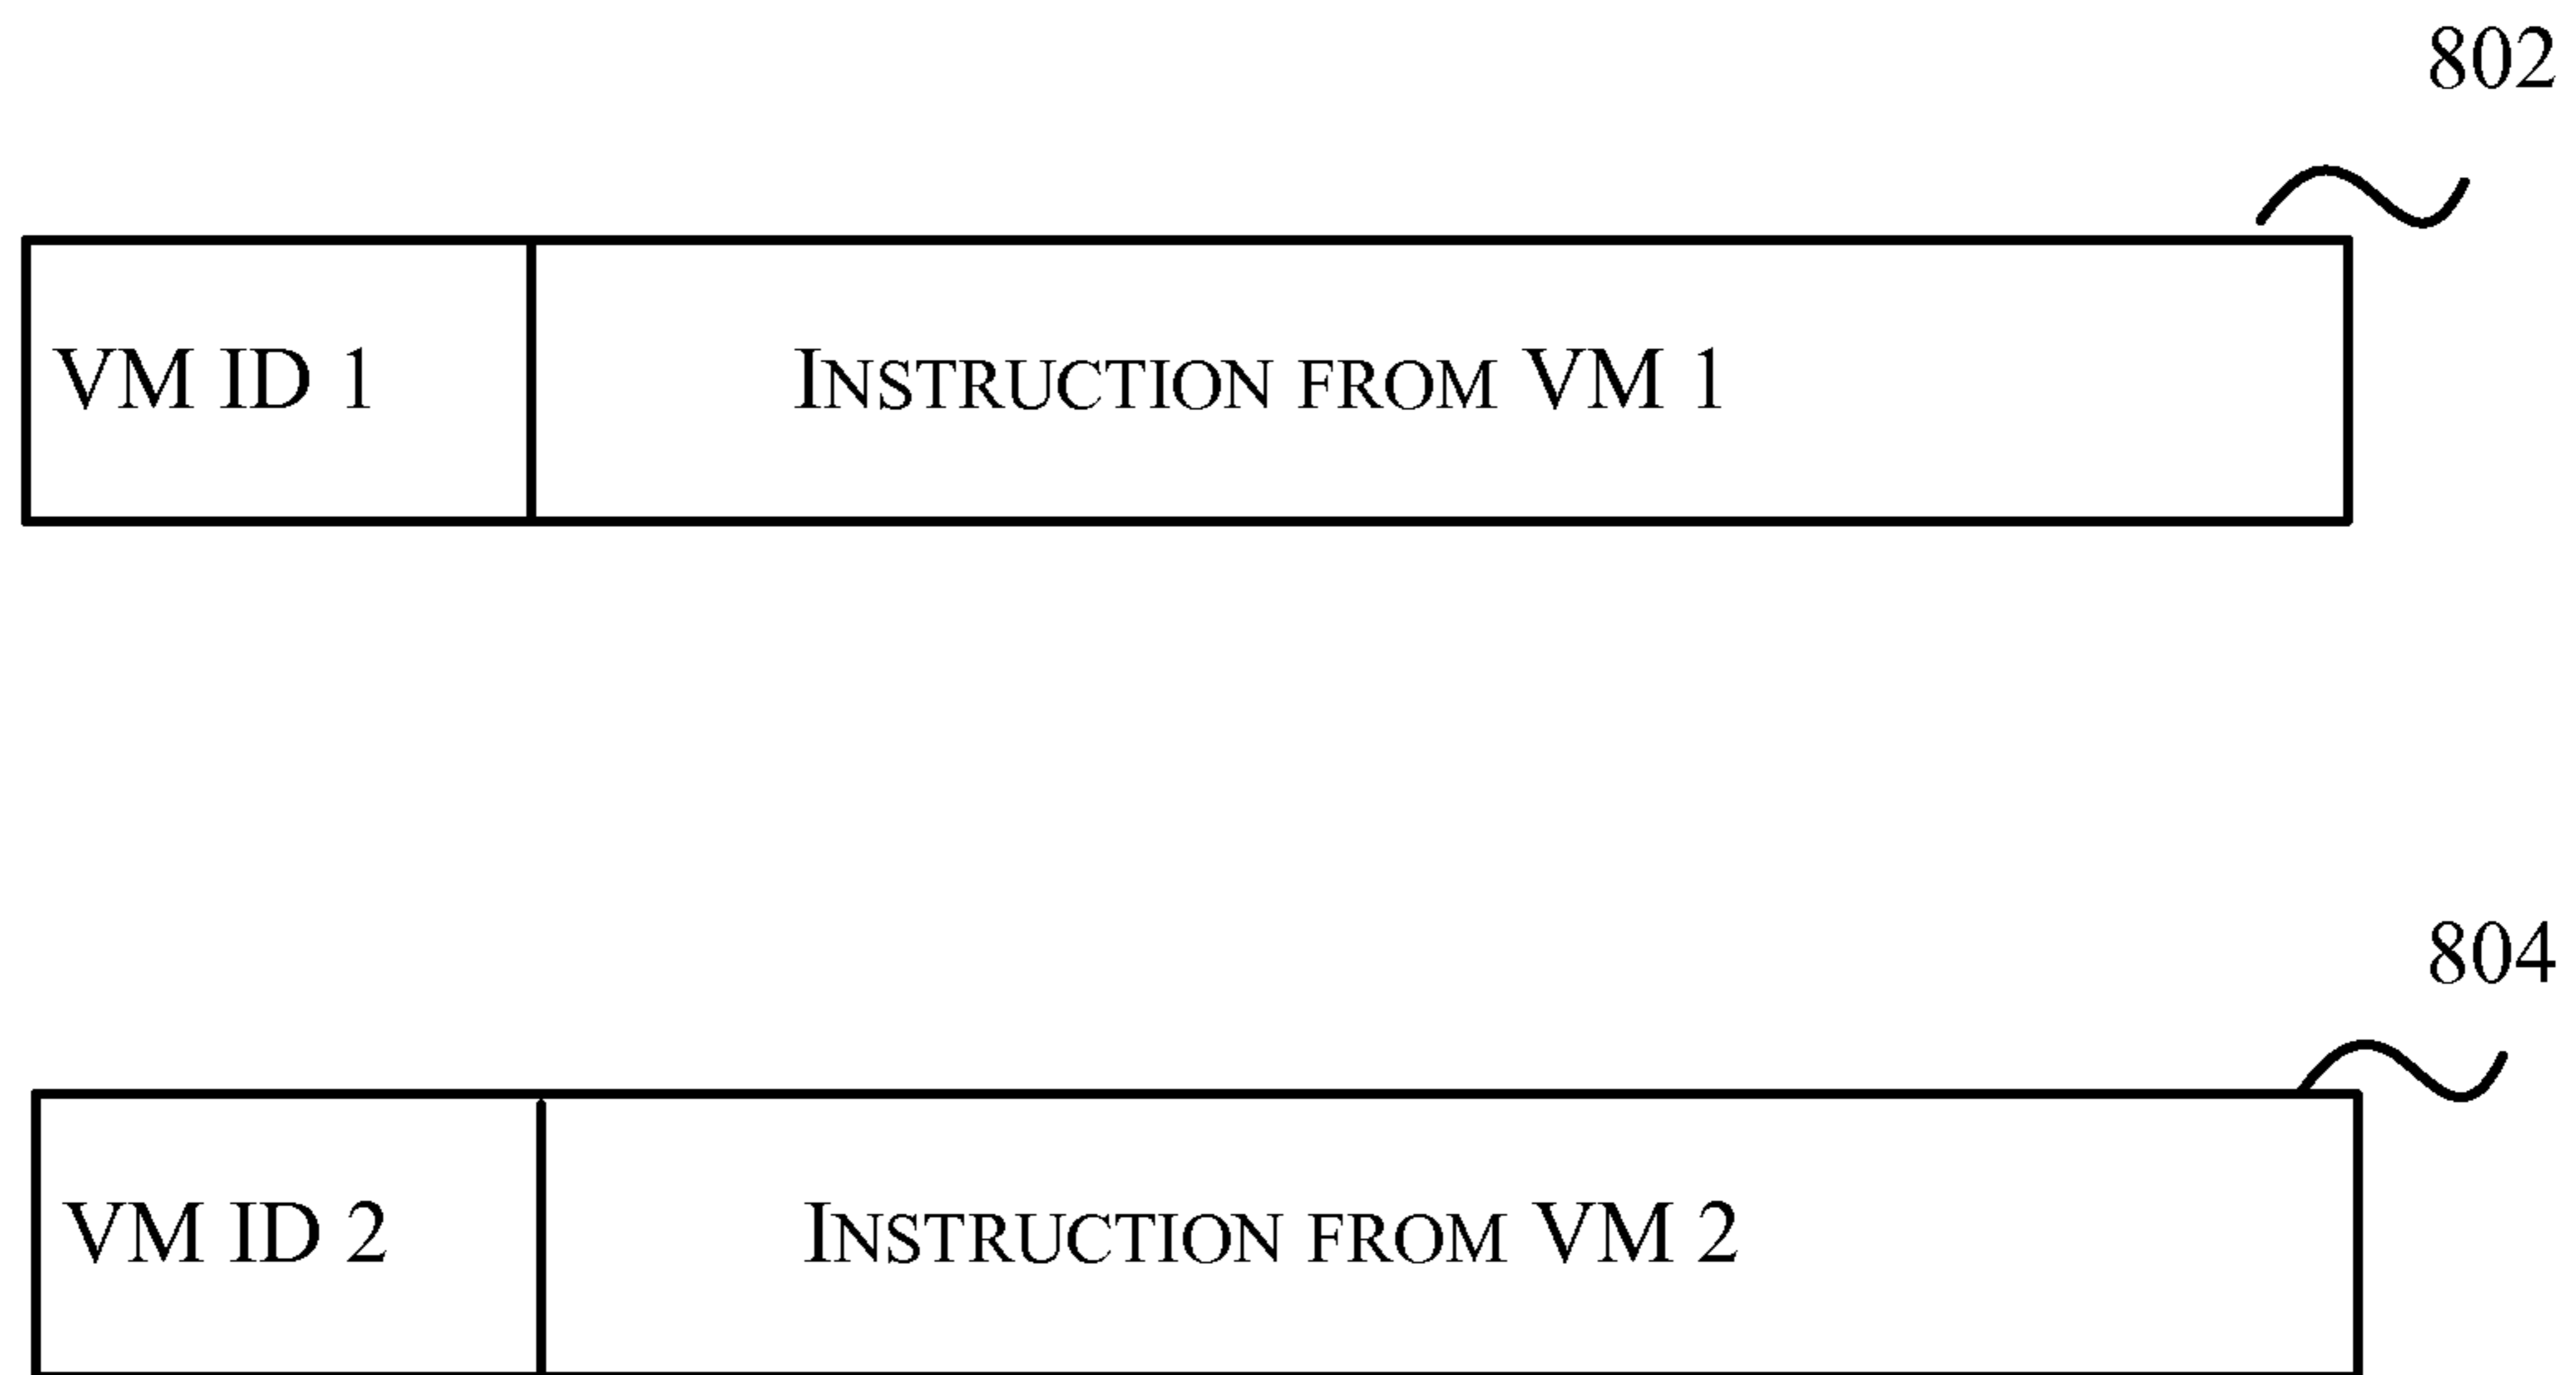 802
VM ID 1 INSTRUCTION FROM VM 1
804
VM ID 2 INSTRUCTION FROM VM 2